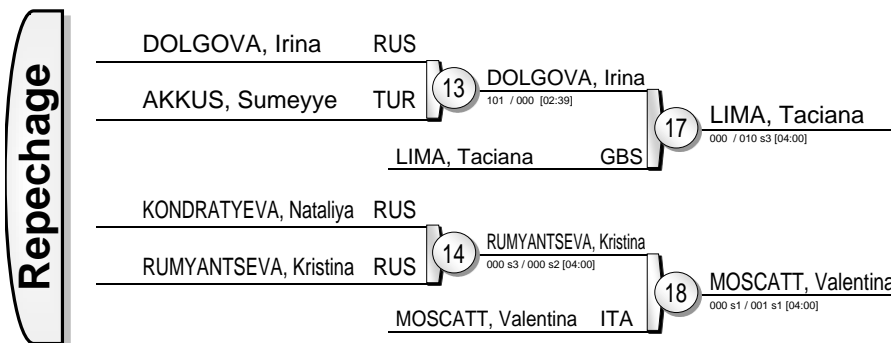 Repechage
DOLGOVA, Irina RUS
AKKUS, Sumeyye TUR
13
DOLGOVA, Irina
101 / 000 [02:39]
LIMA, Taciana GBS
17
LIMA, Taciana
000 / 010 s3 [04:00]
KONDRATYEVA, Nataliya RUS
RUMYANTSEVA, Kristina RUS
14
RUMYANTSEVA, Kristina
000 s3 / 000 s2 [04:00]
MOSCATT, Valentina ITA
18
MOSCATT, Valentina
000 s1 / 001 s1 [04:00]